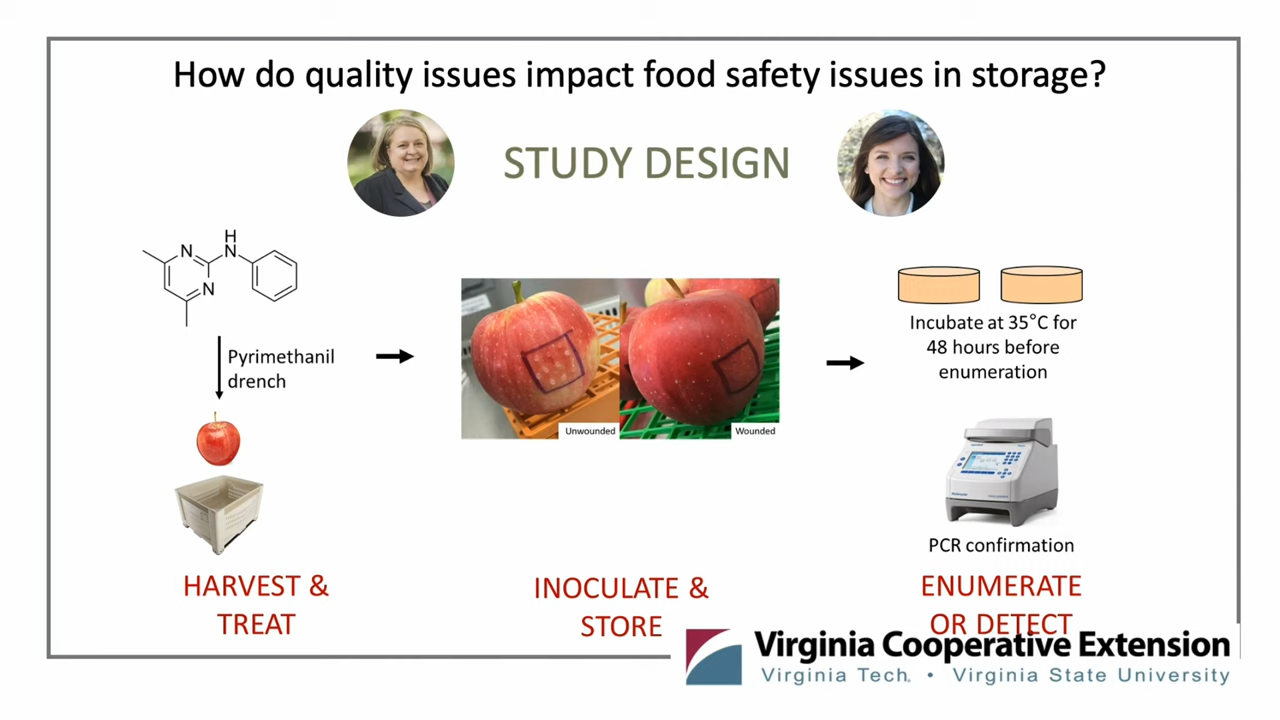 How do quality issues impact food safety issues in storage?
STUDY DESIGN
H
N
N
N
Pyrimethanil
drench
Unwounded
Wounded
Incubate at 35°C for
48 hours before
enumeration
PCR confirmation
HARVEST &
TREAT
INOCULATE &
STORE
ENUMERATE
OR DETECT
Virginia Cooperative Extension
Virginia Tech. • Virginia State University